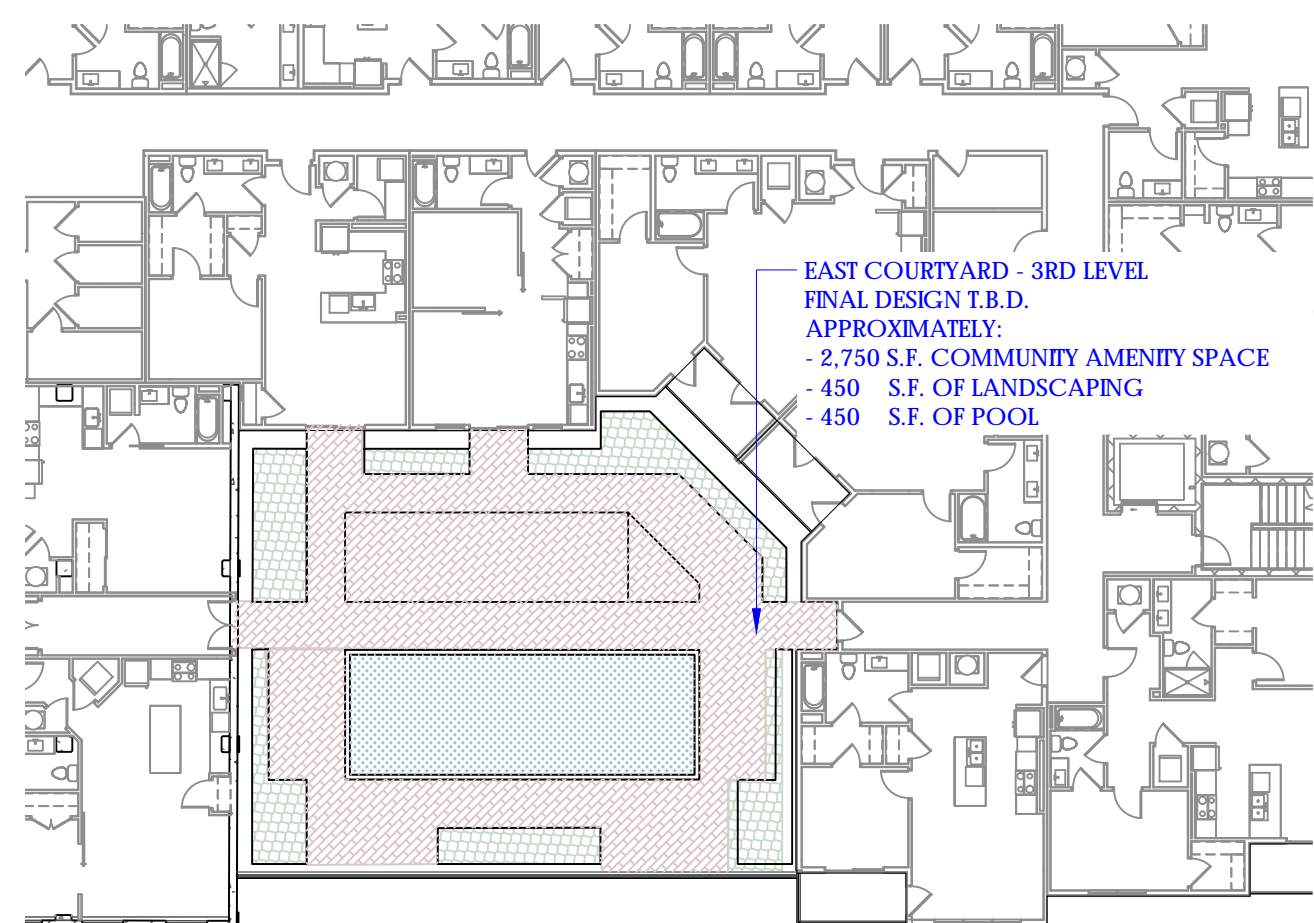 EAST COURTYARD - 3RD LEVEL
FINAL DESIGN T.B.D.
APPROXIMATELY:
- 2,750 S.F. COMMUNITY AMENITY SPACE
- 450 S.F. OF LANDSCAPING
- 450 S.F. OF POOL